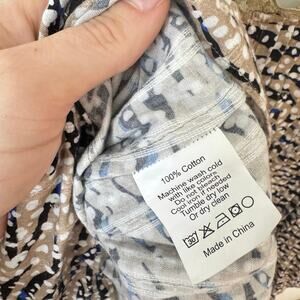 100% Cotton
Machine wash cold
with like colors.
Do not bleach
Cool iron if needed
Tumble dry low
Or dry clean
30
Made in China